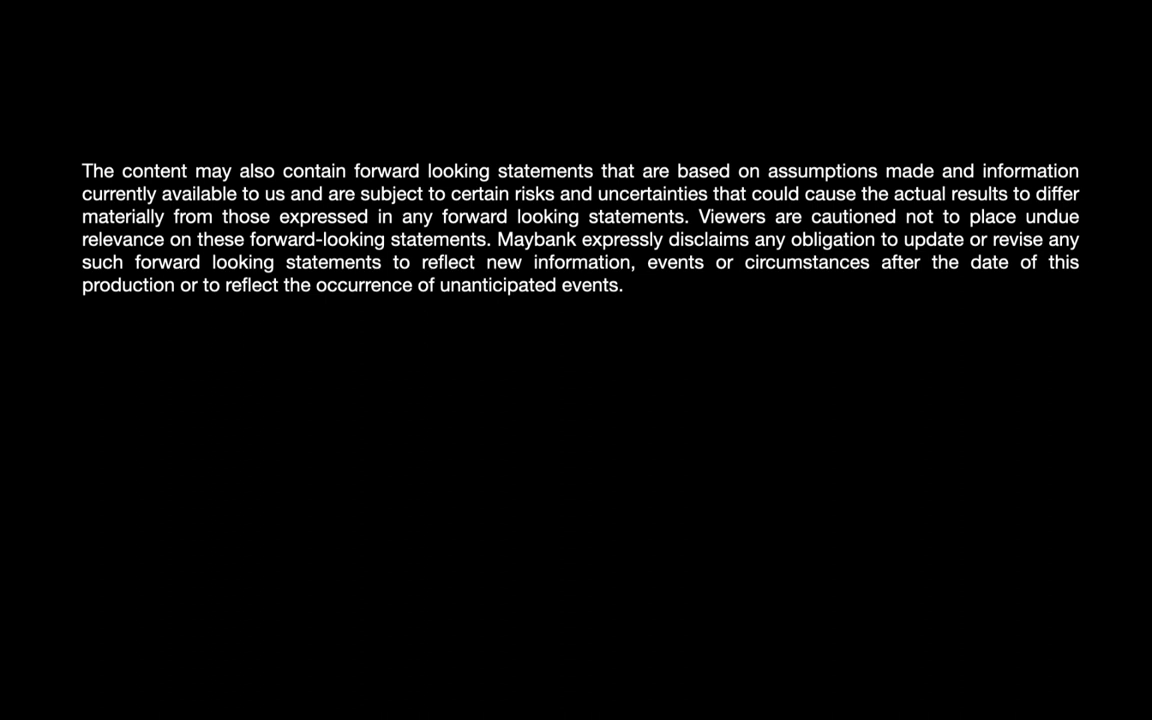 The content may also contain forward looking statements that are based on assumptions made and information
currently available to us and are subject to certain risks and uncertainties that could cause the actual results to differ
materially from those expressed in any forward looking statements. Viewers are cautioned not to place undue
relevance on these forward-looking statements. Maybank expressly disclaims any obligation to update or revise any
such forward looking statements to reflect new information, events or circumstances after the date of this
production or to reflect the occurrence of unanticipated events.